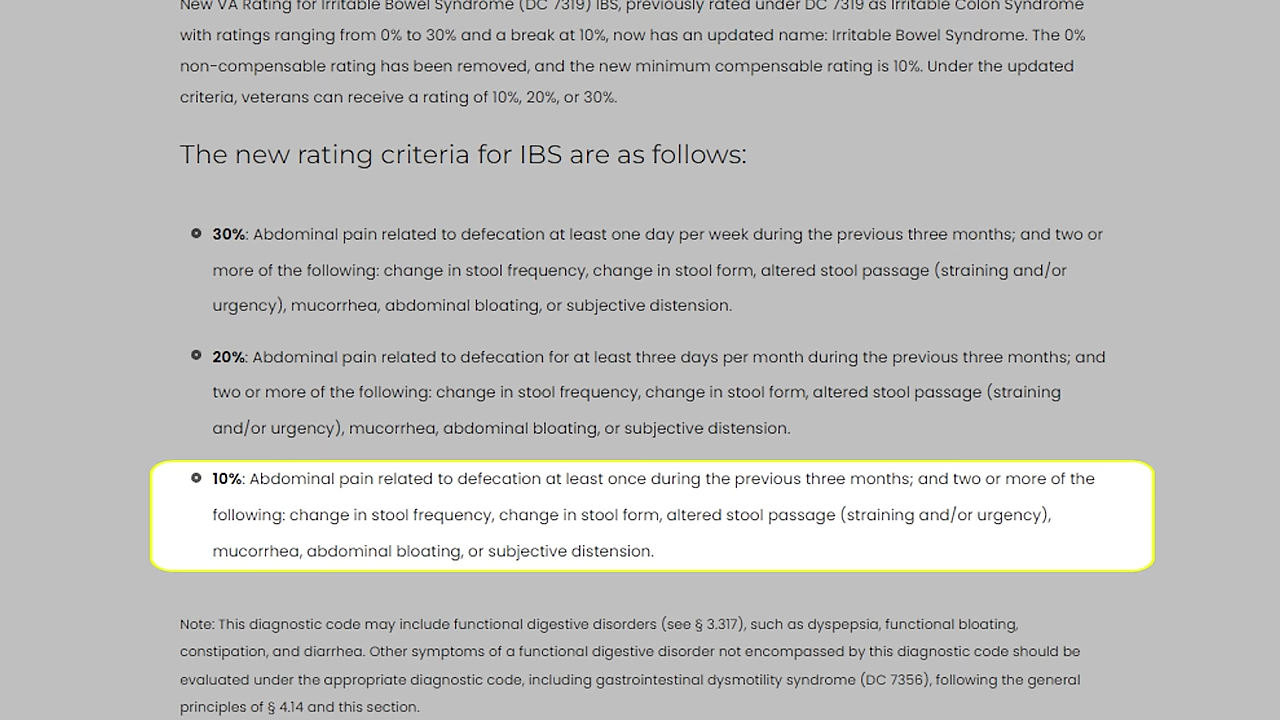 New VA Rating for Irritable Bowel Syndrome (DC 7319) IBS, previously rated under DC 7319 as Irritable Colon Syndrome
with ratings ranging from 0% to 30% and a break at 10%, now has an updated name: Irritable Bowel Syndrome. The 0%
non-compensable rating has been removed, and the new minimum compensable rating is 10%. Under the updated
criteria, veterans can receive a rating of 10%, 20%, or 30%.
The new rating criteria for IBS are as follows:
30%: Abdominal pain related to defecation at least one day per week during the previous three months; and two or
more of the following: change in stool frequency, change in stool form, altered stool passage (straining and/or
urgency), mucorrhea, abdominal bloating, or subjective distension.
20%: Abdominal pain related to defecation for at least three days per month during the previous three months; and
two or more of the following: change in stool frequency, change in stool form, altered stool passage (straining
and/or urgency), mucorrhea, abdominal bloating, or subjective distension.
10%: Abdominal pain related to defecation at least once during the previous three months; and two or more of the
following: change in stool frequency, change in stool form, altered stool passage (straining and/or urgency),
mucorrhea, abdominal bloating, or subjective distension.
Note: This diagnostic code may include functional digestive disorders (see § 3.317), such as dyspepsia, functional bloating,
constipation, and diarrhea. Other symptoms of a functional digestive disorder not encompassed by this diagnostic code should be
evaluated under the appropriate diagnostic code, including gastrointestinal dysmotility syndrome (DC 7356), following the general
principles of § 4.14 and this section.